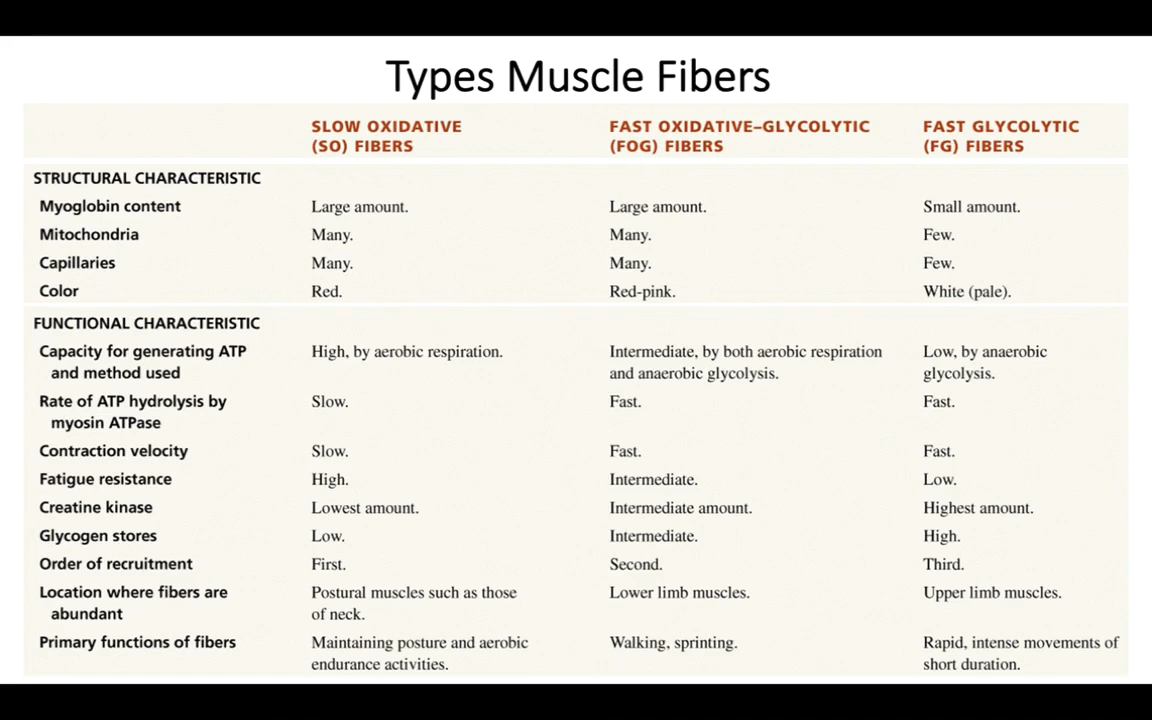 Types Muscle Fibers
SLOW OXIDATIVE FAST OXIDATIVE–GLYCOLYTIC FAST GLYCOLYTIC
(SO) FIBERS (FOG) FIBERS (FG) FIBERS
STRUCTURAL CHARACTERISTIC
Myoglobin content Large amount. Large amount. Small amount.
Mitochondria Many. Many. Few.
Capillaries Many. Many. Few.
Color Red. Red-pink. White (pale).
FUNCTIONAL CHARACTERISTIC
Capacity for generating ATP High, by aerobic respiration. Intermediate, by both aerobic respiration Low, by anaerobic
and method used and anaerobic glycolysis. glycolysis.
Rate of ATP hydrolysis by Slow. Fast. Fast.
myosin ATPase
Contraction velocity Slow. Fast. Fast.
Fatigue resistance High. Intermediate. Low.
Creatine kinase Lowest amount. Intermediate amount. Highest amount.
Glycogen stores Low. Intermediate. High.
Order of recruitment First. Second. Third.
Location where fibers are Postural muscles such as those Lower limb muscles. Upper limb muscles.
abundant of neck.
Primary functions of fibers Maintaining posture and aerobic Walking, sprinting. Rapid, intense movements of
endurance activities. short duration.